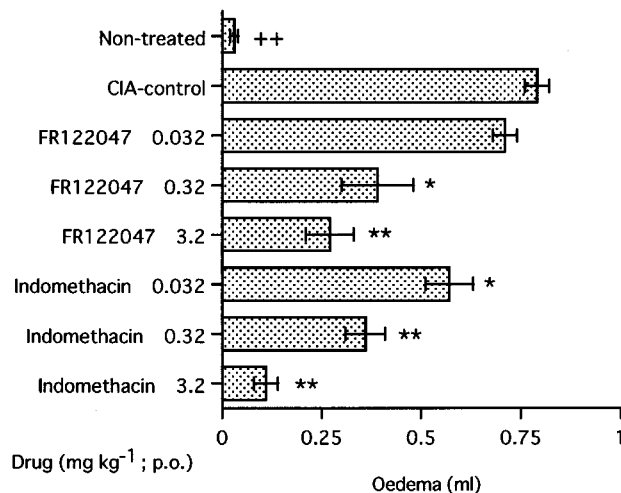 Non-treated ++
CIA-control
FR122047 0.032
FR122047 0.32 *
FR122047 3.2 **
Indomethacin 0.032 *
Indomethacin 0.32 **
Indomethacin 3.2 **
0 0.25 0.5 0.75 1
Drug (mg kg⁻¹ ; p.o.)
Oedema (ml)